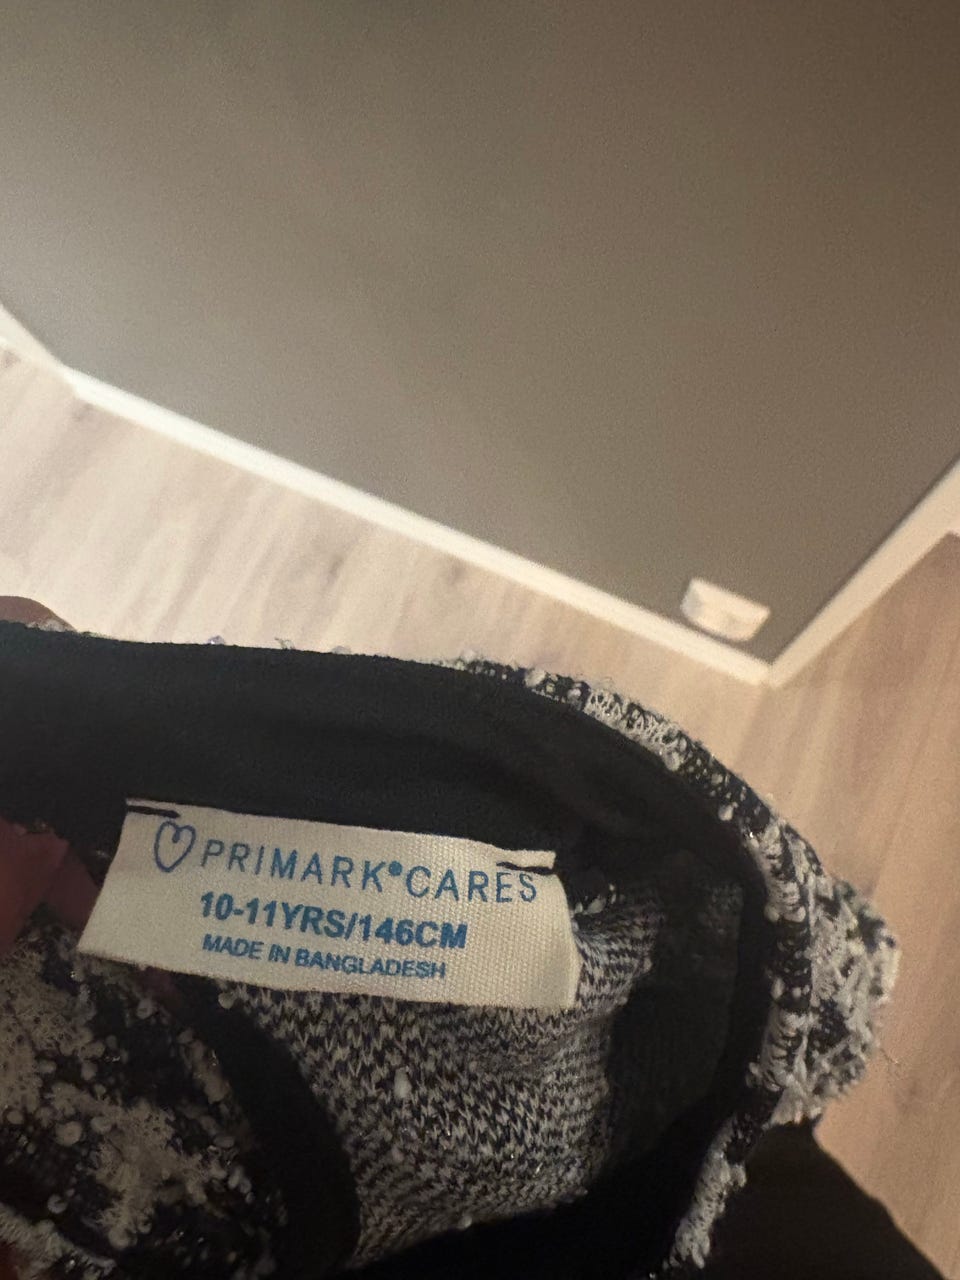 PRIMARK®CARES
10-11YRS/146CM
MADE IN BANGLADESH